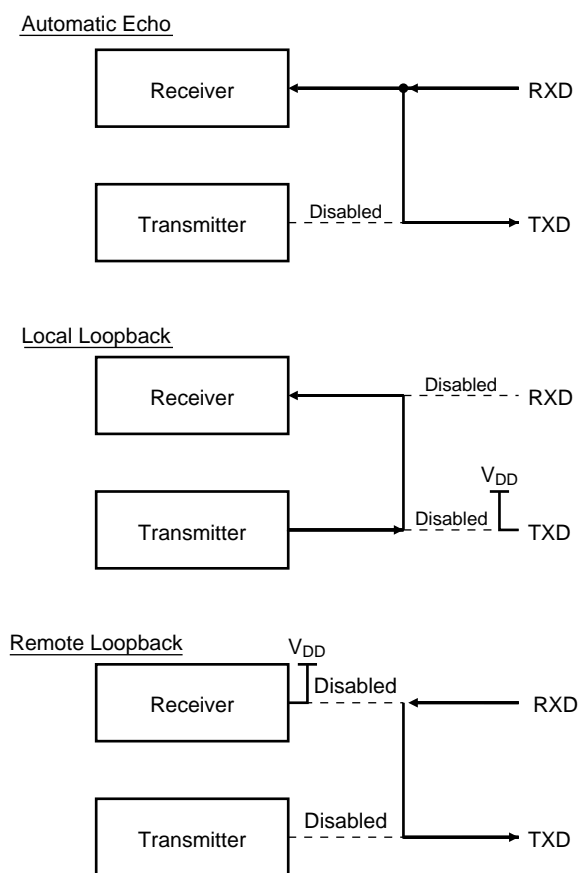 Automatic Echo
Receiver
RXD
Transmitter
Disabled
TXD
Local Loopback
Receiver
Disabled
RXD
VDD
Transmitter
Disabled
TXD
Remote Loopback
VDD
Receiver
Disabled
RXD
Transmitter
Disabled
TXD